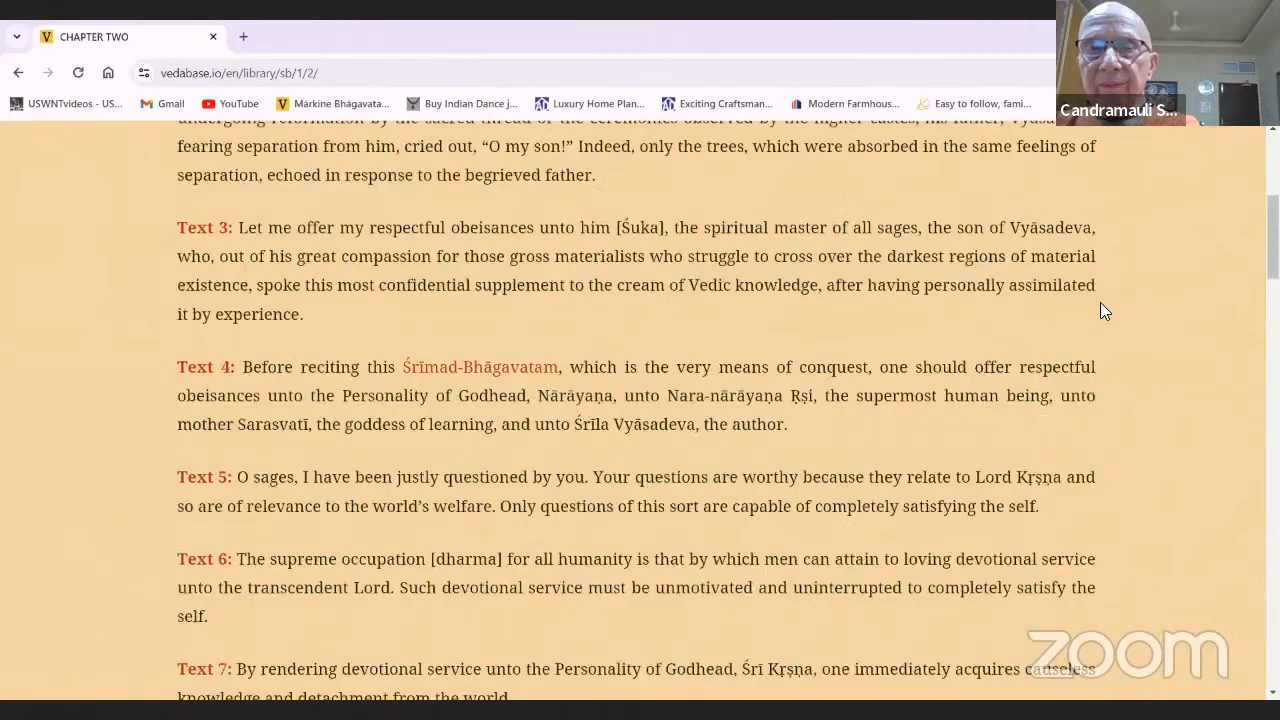 CHAPTER TWO
vedabase.io/en/library/sb/1/2/
USWNTvideos - US... Gmail YouTube Markine Bhāgavata... Buy Indian Dance j... Luxury Home Plan... Exciting Craftsman... Modern Farmhous... Easy to follow, fami...
Candramauli S...
fearing separation from him, cried out, “O my son!” Indeed, only the trees, which were absorbed in the same feelings of
separation, echoed in response to the begrieved father.
Text 3: Let me offer my respectful obeisances unto him [Śuka], the spiritual master of all sages, the son of Vyāsadeva,
who, out of his great compassion for those gross materialists who struggle to cross over the darkest regions of material
existence, spoke this most confidential supplement to the cream of Vedic knowledge, after having personally assimilated
it by experience.
Text 4: Before reciting this Śrīmad-Bhāgavatam, which is the very means of conquest, one should offer respectful
obeisances unto the Personality of Godhead, Nārāyaṇa, unto Nara-nārāyaṇa Ṛṣi, the supermost human being, unto
mother Sarasvatī, the goddess of learning, and unto Śrīla Vyāsadeva, the author.
Text 5: O sages, I have been justly questioned by you. Your questions are worthy because they relate to Lord Kṛṣṇa and
so are of relevance to the world’s welfare. Only questions of this sort are capable of completely satisfying the self.
Text 6: The supreme occupation [dharma] for all humanity is that by which men can attain to loving devotional service
unto the transcendent Lord. Such devotional service must be unmotivated and uninterrupted to completely satisfy the
self.
Text 7: By rendering devotional service unto the Personality of Godhead, Śrī Kṛṣṇa, one immediately acquires causeless
knowledge and detachment from the world.
zoom